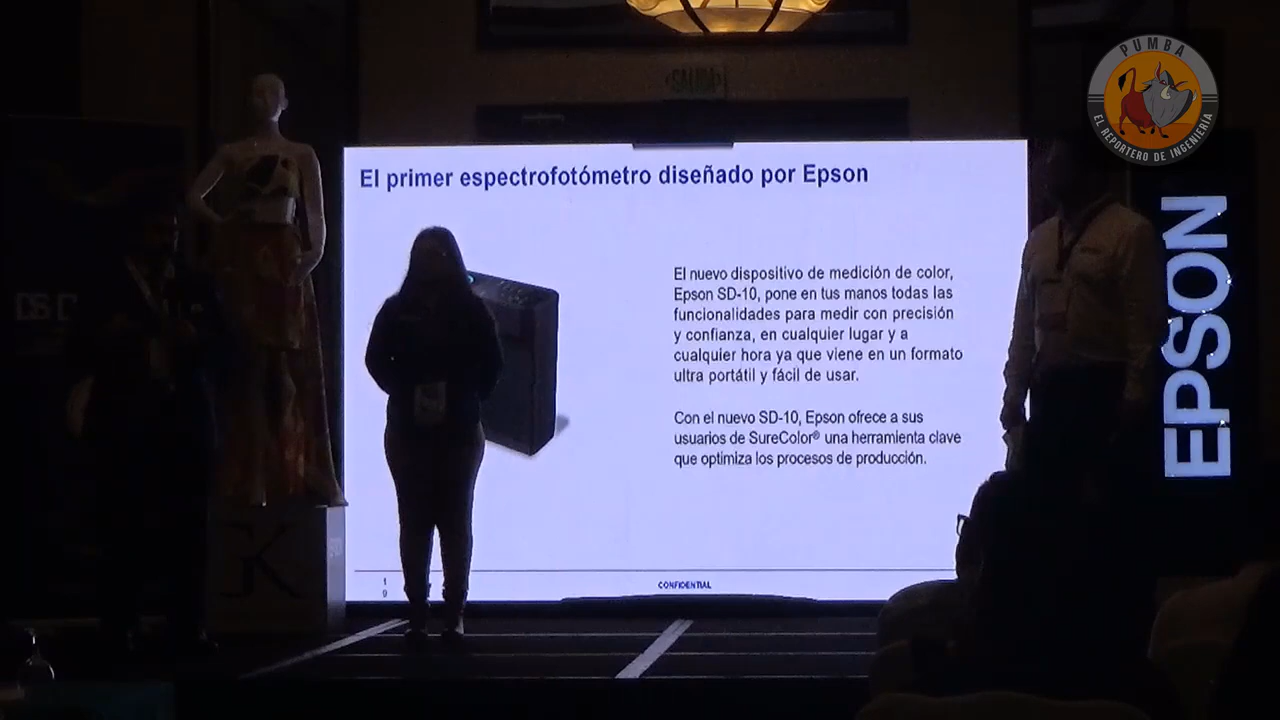 PUMBA
EL REPORTERO DE INGENIERÍA
SALIDA
El primer espectrofotómetro diseñado por Epson
El nuevo dispositivo de medición de color,
Epson SD-10, pone en tus manos todas las
funcionalidades para medir con precisión
y confianza, en cualquier lugar y a
cualquier hora ya que viene en un formato
ultra portátil y fácil de usar.
Con el nuevo SD-10, Epson ofrece a sus
usuarios de SureColor® una herramienta clave
que optimiza los procesos de producción.
19
CONFIDENTIAL
EPSON